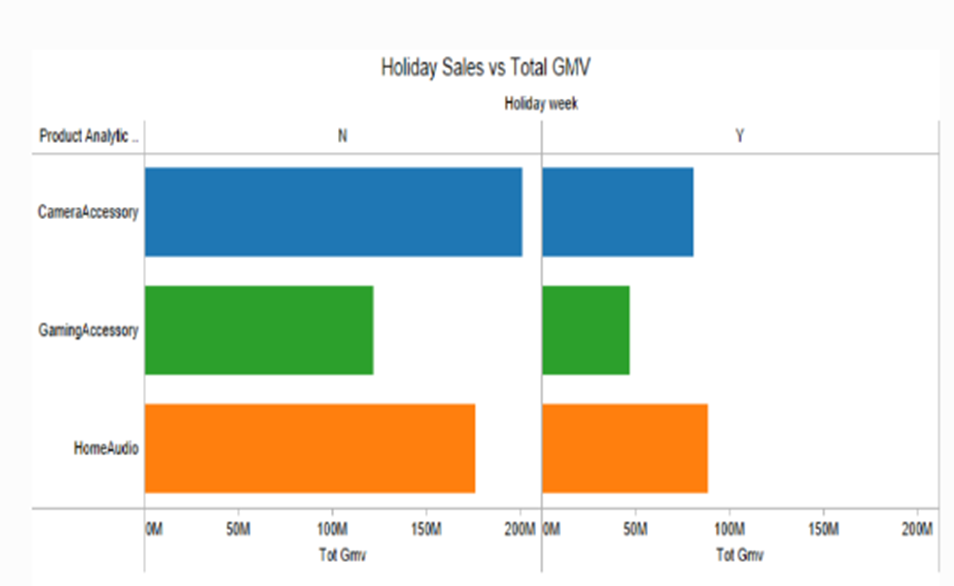 Holiday Sales vs Total GMV
Holiday week
Product Analytic .. N Y
CameraAccessory
GamingAccessory
HomeAudio
0M 50M 100M 150M 200M 0M 50M 100M 150M 200M
Tot Gmv Tot Gmv